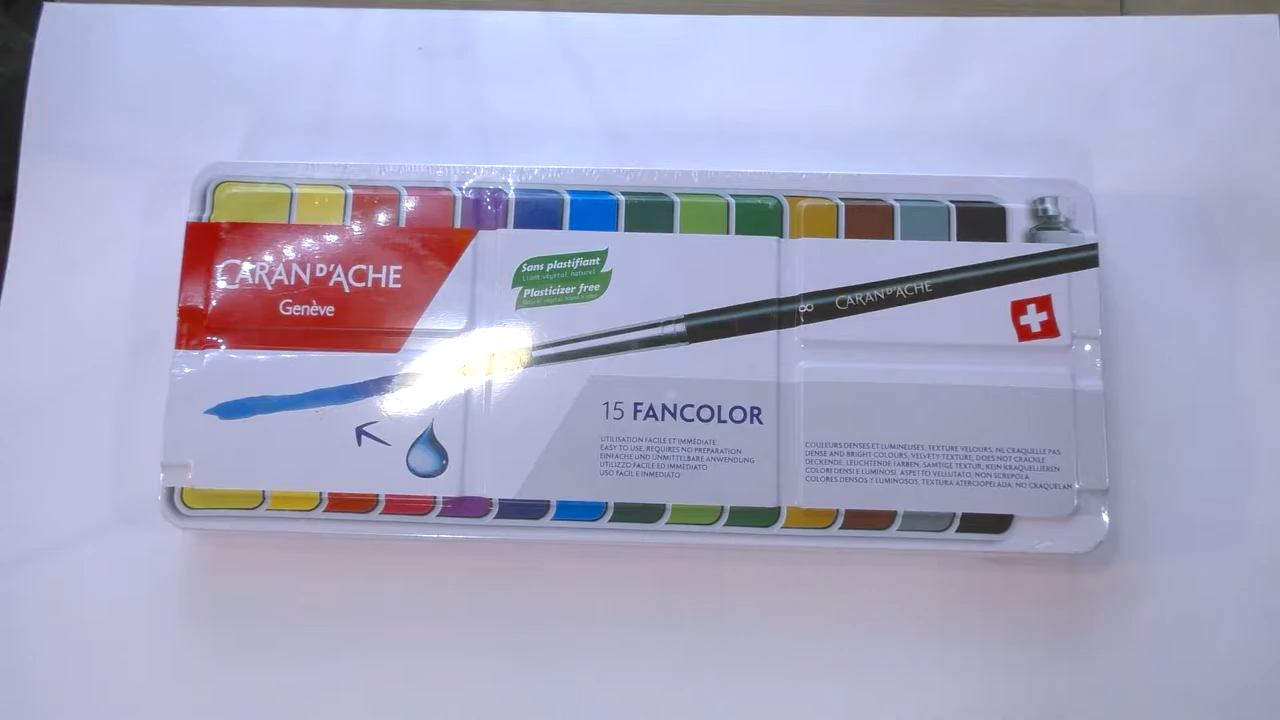 CARAN D'ACHE
Genève
Sans plastifiant
Liant végétal naturel
Plasticizer free
8
CARAN D'ACHE
15 FANCOLOR
UTILISATION FACILE ET IMMÉDIATE
EASY TO USE, REQUIRES NO PREPARATION
EINFACHE UND UNMITTELBARE ANWENDUNG
UTILIZZO FACILE ED IMMEDIATO
USO FÁCIL E INMEDIATO
COULEURS DENSES ET LUMINEUSES, TEXTURE VELOURS, NE CRAQUELLE PAS
DENSE AND BRIGHT COLOURS, VELVETY TEXTURE, DOES NOT CRACKLE
DECKENDE, LEUCHTENDE FARBEN, SAMTIGE TEXTUR, KEIN KRAQUELLIEREN
COLORI DENSI E LUMINOSI, ASPETTO VELLUTATO, NON SCREPOLA
COLORES DENSOS Y LUMINOSOS, TEXTURA ATERCIOPELADA, NO CRAQUELAN